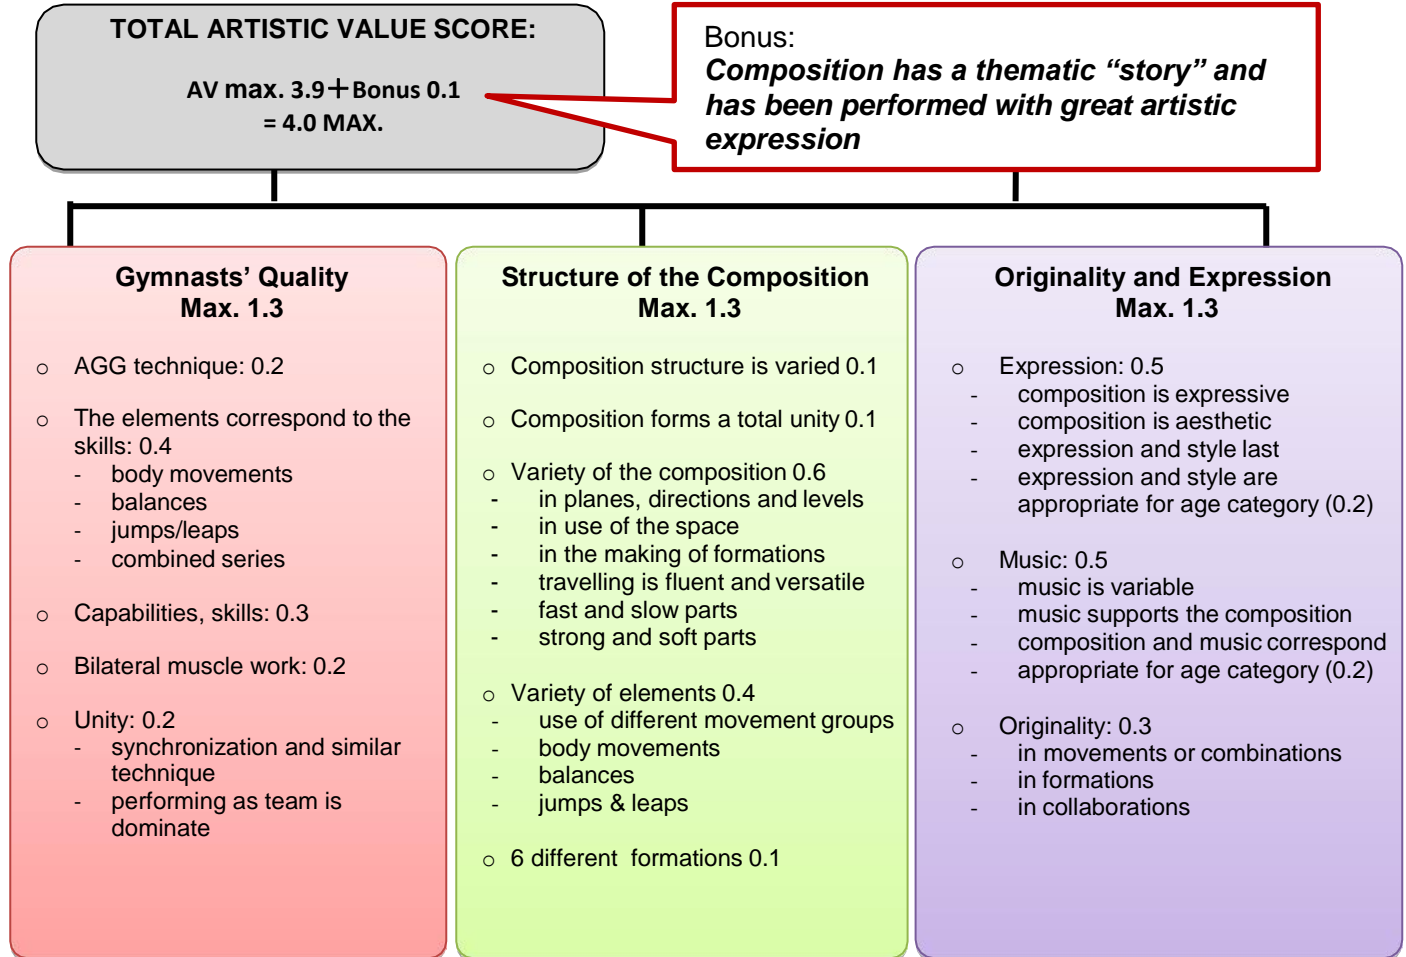 TOTAL ARTISTIC VALUE SCORE:
AV max. 3.9+Bonus 0.1
= 4.0 MAX.
Bonus:
Composition has a thematic “story” and
has been performed with great artistic
expression
Gymnasts’ Quality
Max. 1.3
o AGG technique: 0.2
o The elements correspond to the
skills: 0.4
- body movements
- balances
- jumps/leaps
- combined series
o Capabilities, skills: 0.3
o Bilateral muscle work: 0.2
o Unity: 0.2
- synchronization and similar
technique
- performing as team is
dominate
Structure of the Composition
Max. 1.3
o Composition structure is varied 0.1
o Composition forms a total unity 0.1
o Variety of the composition 0.6
- in planes, directions and levels
- in use of the space
- in the making of formations
- travelling is fluent and versatile
- fast and slow parts
- strong and soft parts
o Variety of elements 0.4
- use of different movement groups
- body movements
- balances
- jumps & leaps
o 6 different formations 0.1
Originality and Expression
Max. 1.3
o Expression: 0.5
- composition is expressive
- composition is aesthetic
- expression and style last
- expression and style are
appropriate for age category (0.2)
o Music: 0.5
- music is variable
- music supports the composition
- composition and music correspond
- appropriate for age category (0.2)
o Originality: 0.3
- in movements or combinations
- in formations
- in collaborations